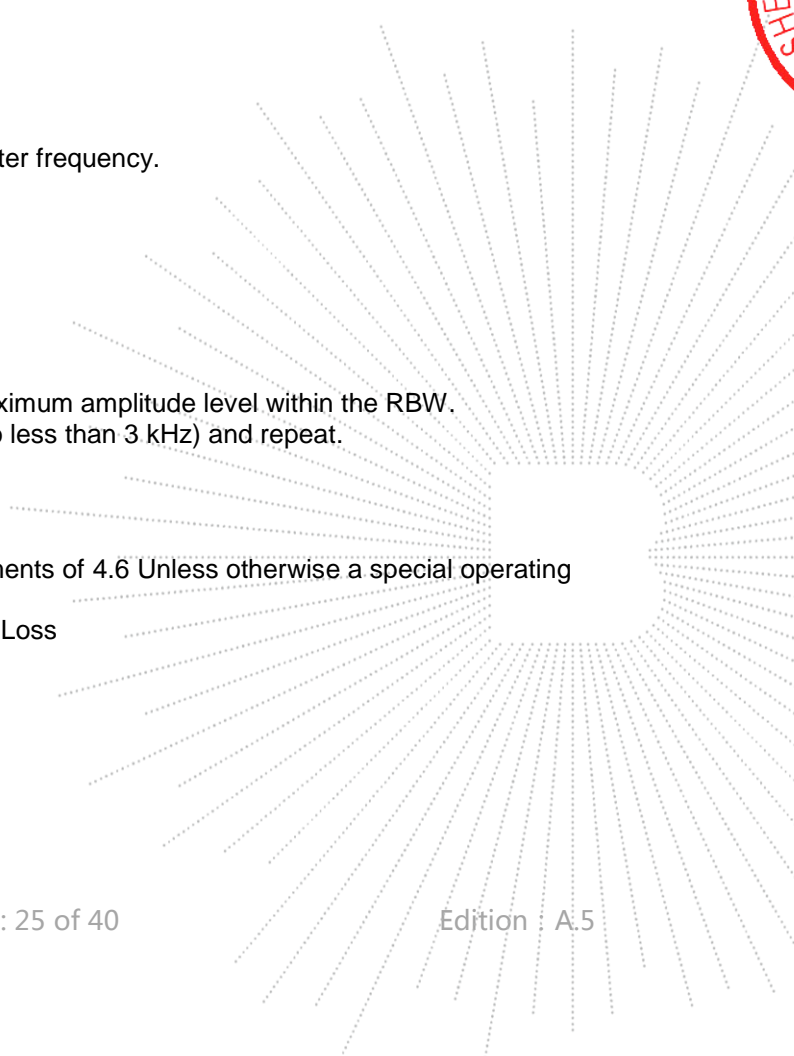 ter frequency.
ximum amplitude level within the RBW.
o less than 3 kHz) and repeat.
nents of 4.6 Unless otherwise a special operating
Loss
: 25 of 40 Edition : A.5